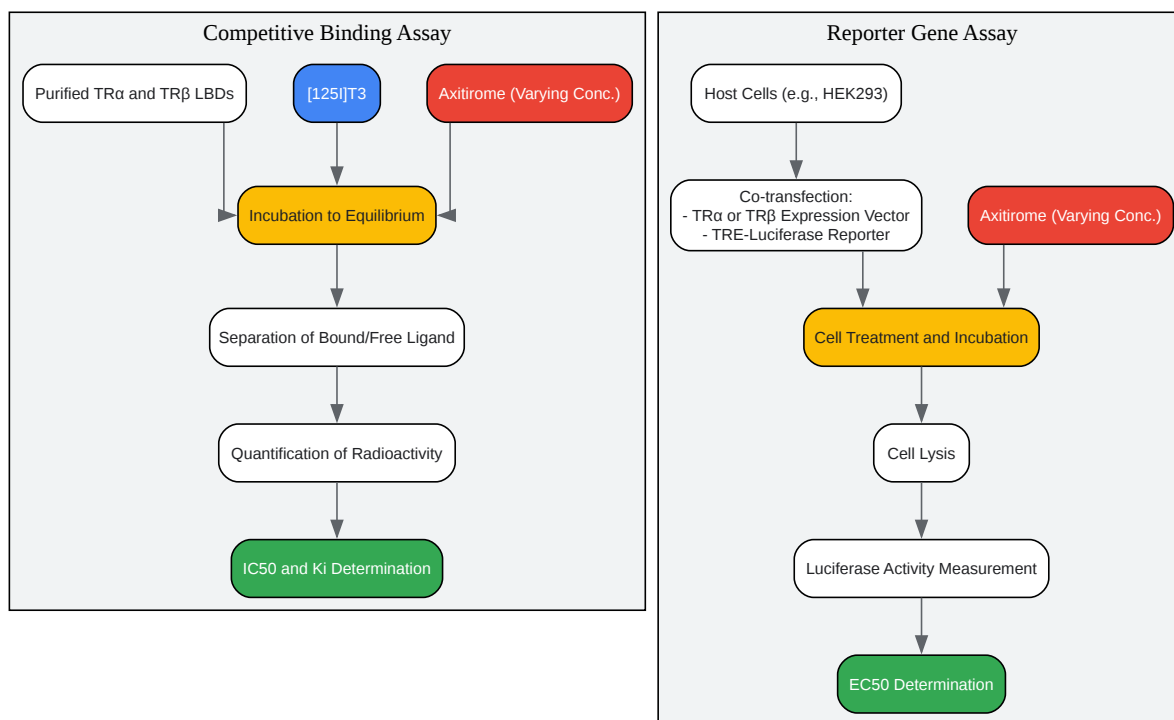 Competitive Binding Assay
Purified TRα and TRβ LBDs
[125I]T3
Axitirome (Varying Conc.)
Incubation to Equilibrium
Separation of Bound/Free Ligand
Quantification of Radioactivity
IC50 and Ki Determination
Reporter Gene Assay
Host Cells (e.g., HEK293)
Co-transfection:
- TRα or TRβ Expression Vector
- TRE-Luciferase Reporter
Axitirome (Varying Conc.)
Cell Treatment and Incubation
Cell Lysis
Luciferase Activity Measurement
EC50 Determination